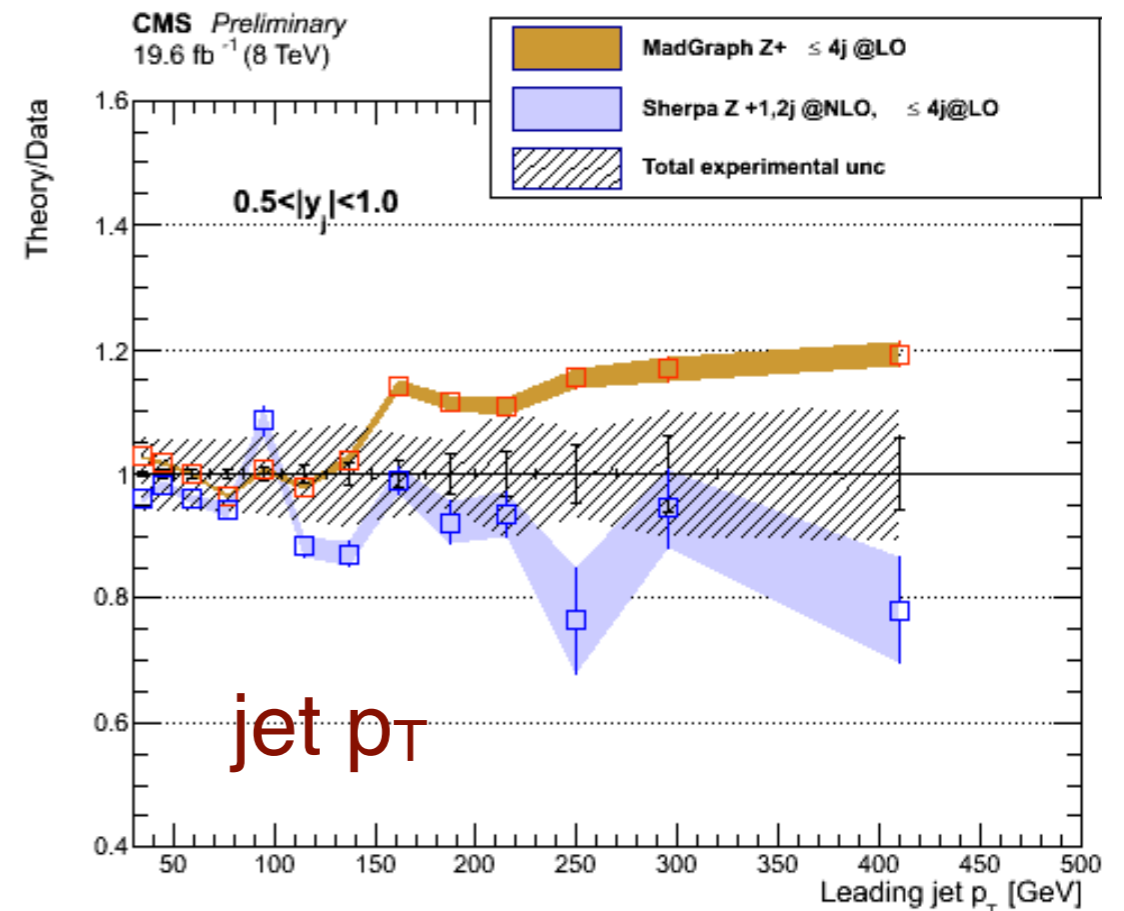 CMS Preliminary
19.6 fb⁻¹ (8 TeV)
MadGraph Z+ ≤ 4j @LO
Sherpa Z +1,2j @NLO, ≤ 4j@LO
Total experimental unc
Theory/Data
0.5<|y_j|<1.0
1.6
1.4
1.2
1
0.8
0.6
0.4
jet pT
50 100 150 200 250 300 350 400 450 500
Leading jet p_T [GeV]